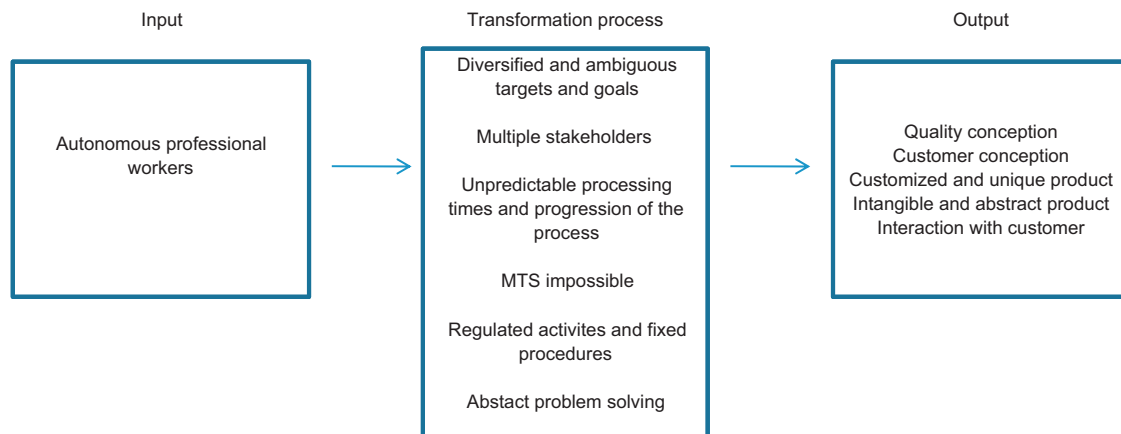 Input
Autonomous professional
workers
Transformation process
Diversified and ambiguous
targets and goals
Multiple stakeholders
Unpredictable processing
times and progression of the
process
MTS impossible
Regulated activites and fixed
procedures
Abstact problem solving
Output
Quality conception
Customer conception
Customized and unique product
Intangible and abstract product
Interaction with customer